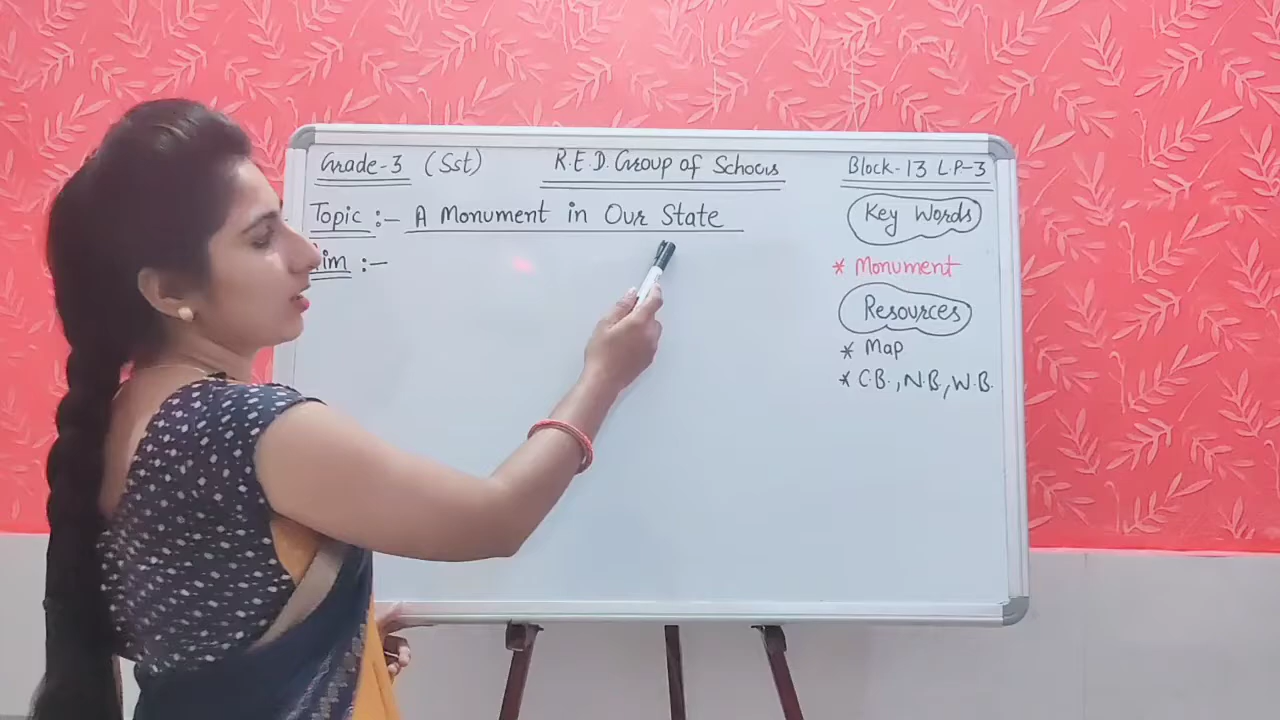 Grade-3 (Sst) R.E.D. Group of Schools Block-13 L.P-3
Topic :- A Monument in Our State
Aim :-
Key Words
* Monument
Resources
* Map
* C.B., N.B, W.B.